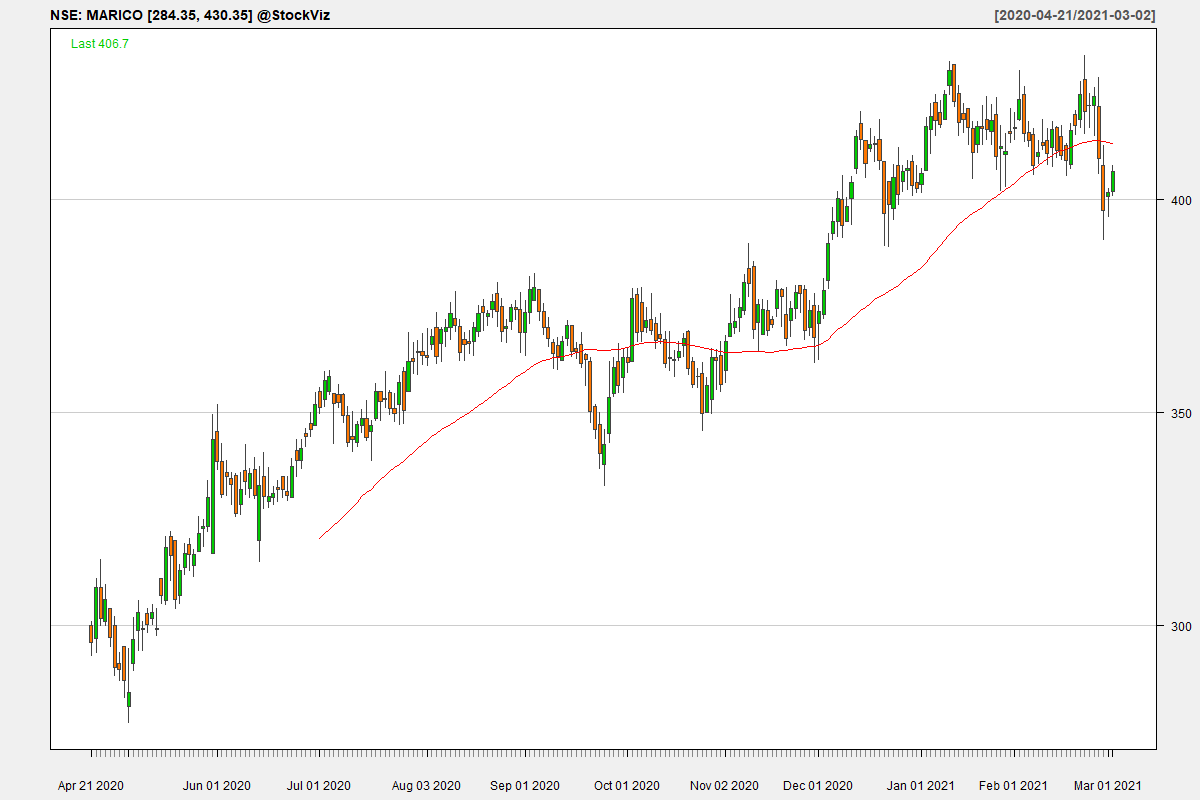 NSE: MARICO [284.35, 430.35] @StockViz
[2020-04-21/2021-03-02]
Last 406.7
400
350
300
Apr 21 2020
Jun 01 2020
Jul 01 2020
Aug 03 2020
Sep 01 2020
Oct 01 2020
Nov 02 2020
Dec 01 2020
Jan 01 2021
Feb 01 2021
Mar 01 2021